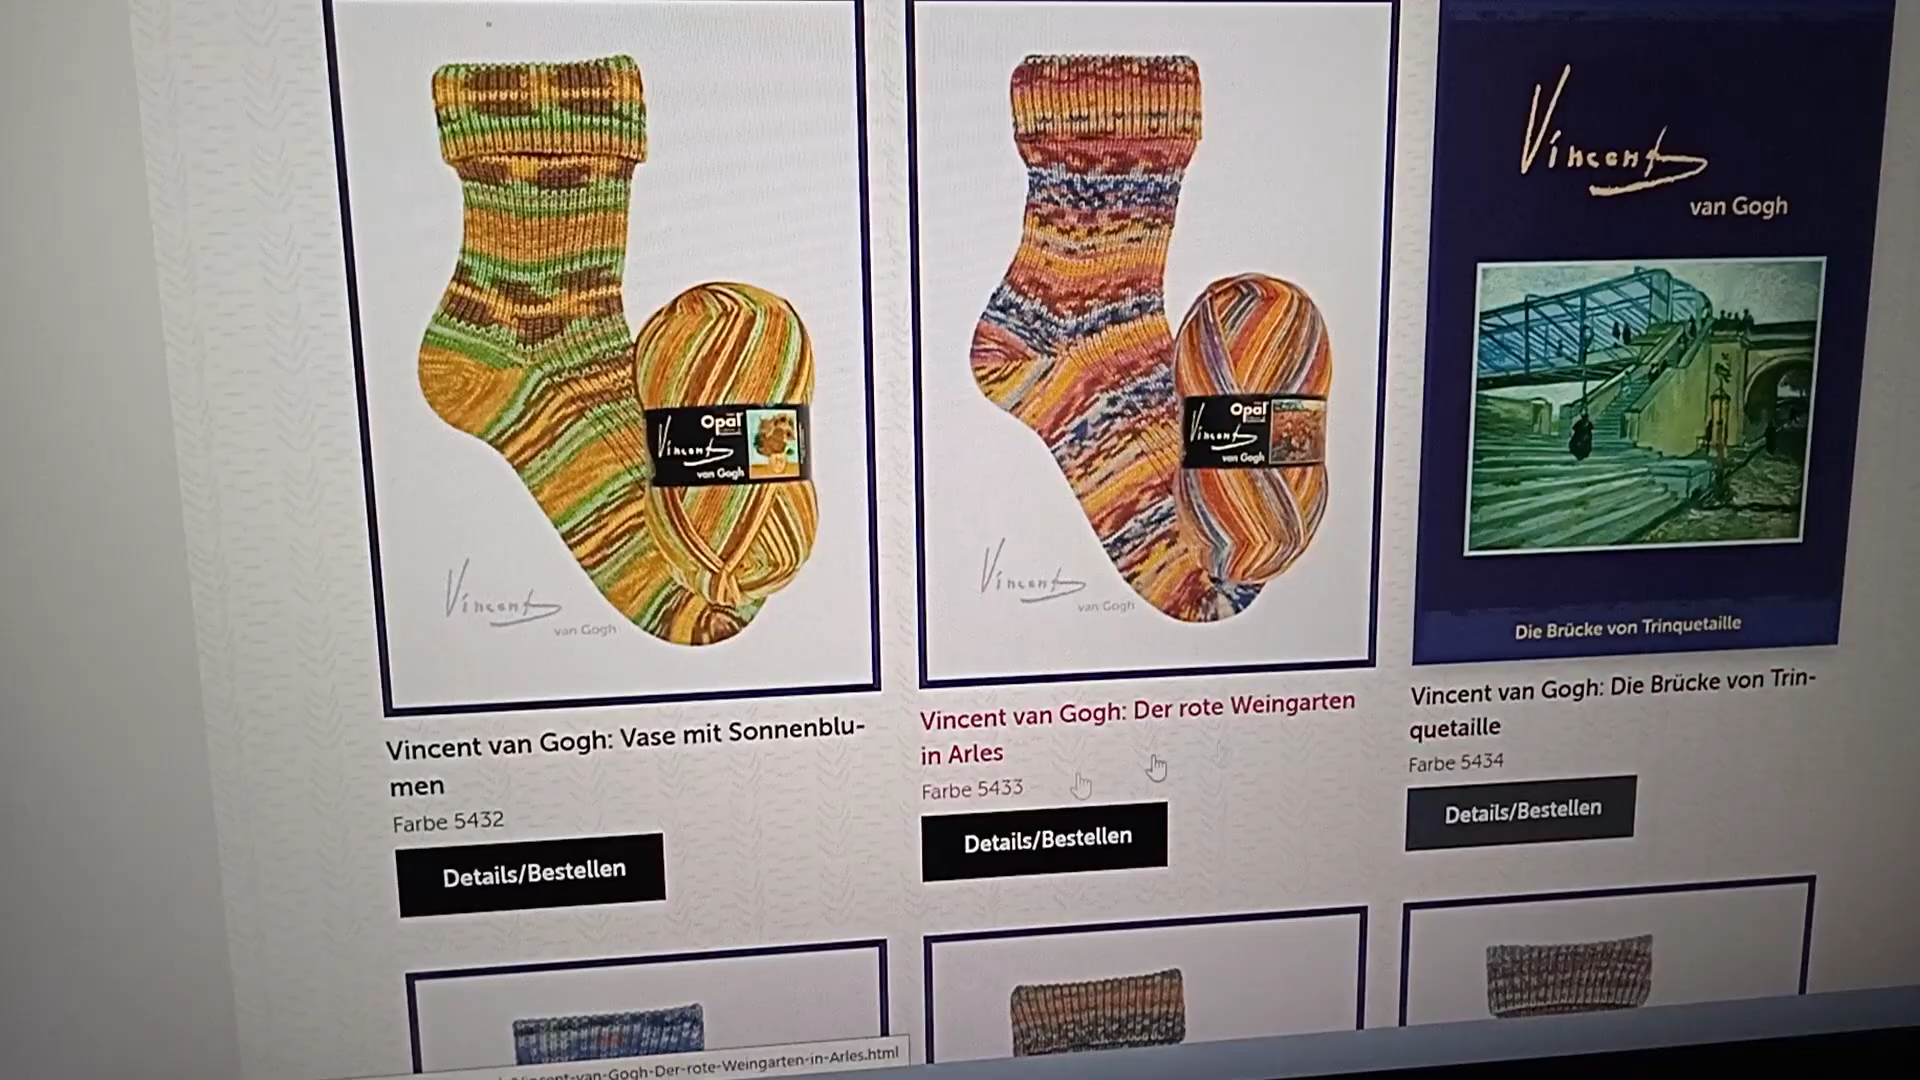 Opal
Vincent
van Gogh
Vincent
van Gogh
Vincent van Gogh: Vase mit Sonnenblu-
men
Farbe 5432
Details/Bestellen
Opal
Vincent
van Gogh
Vincent
van Gogh
Vincent van Gogh: Der rote Weingarten
in Arles
Farbe 5433
Details/Bestellen
Vincent
van Gogh
Die Brücke von Trinquetaille
Vincent van Gogh: Die Brücke von Trin-
quetaille
Farbe 5434
Details/Bestellen
-van-Gogh-Der-rote-Weingarten-in-Arles.html